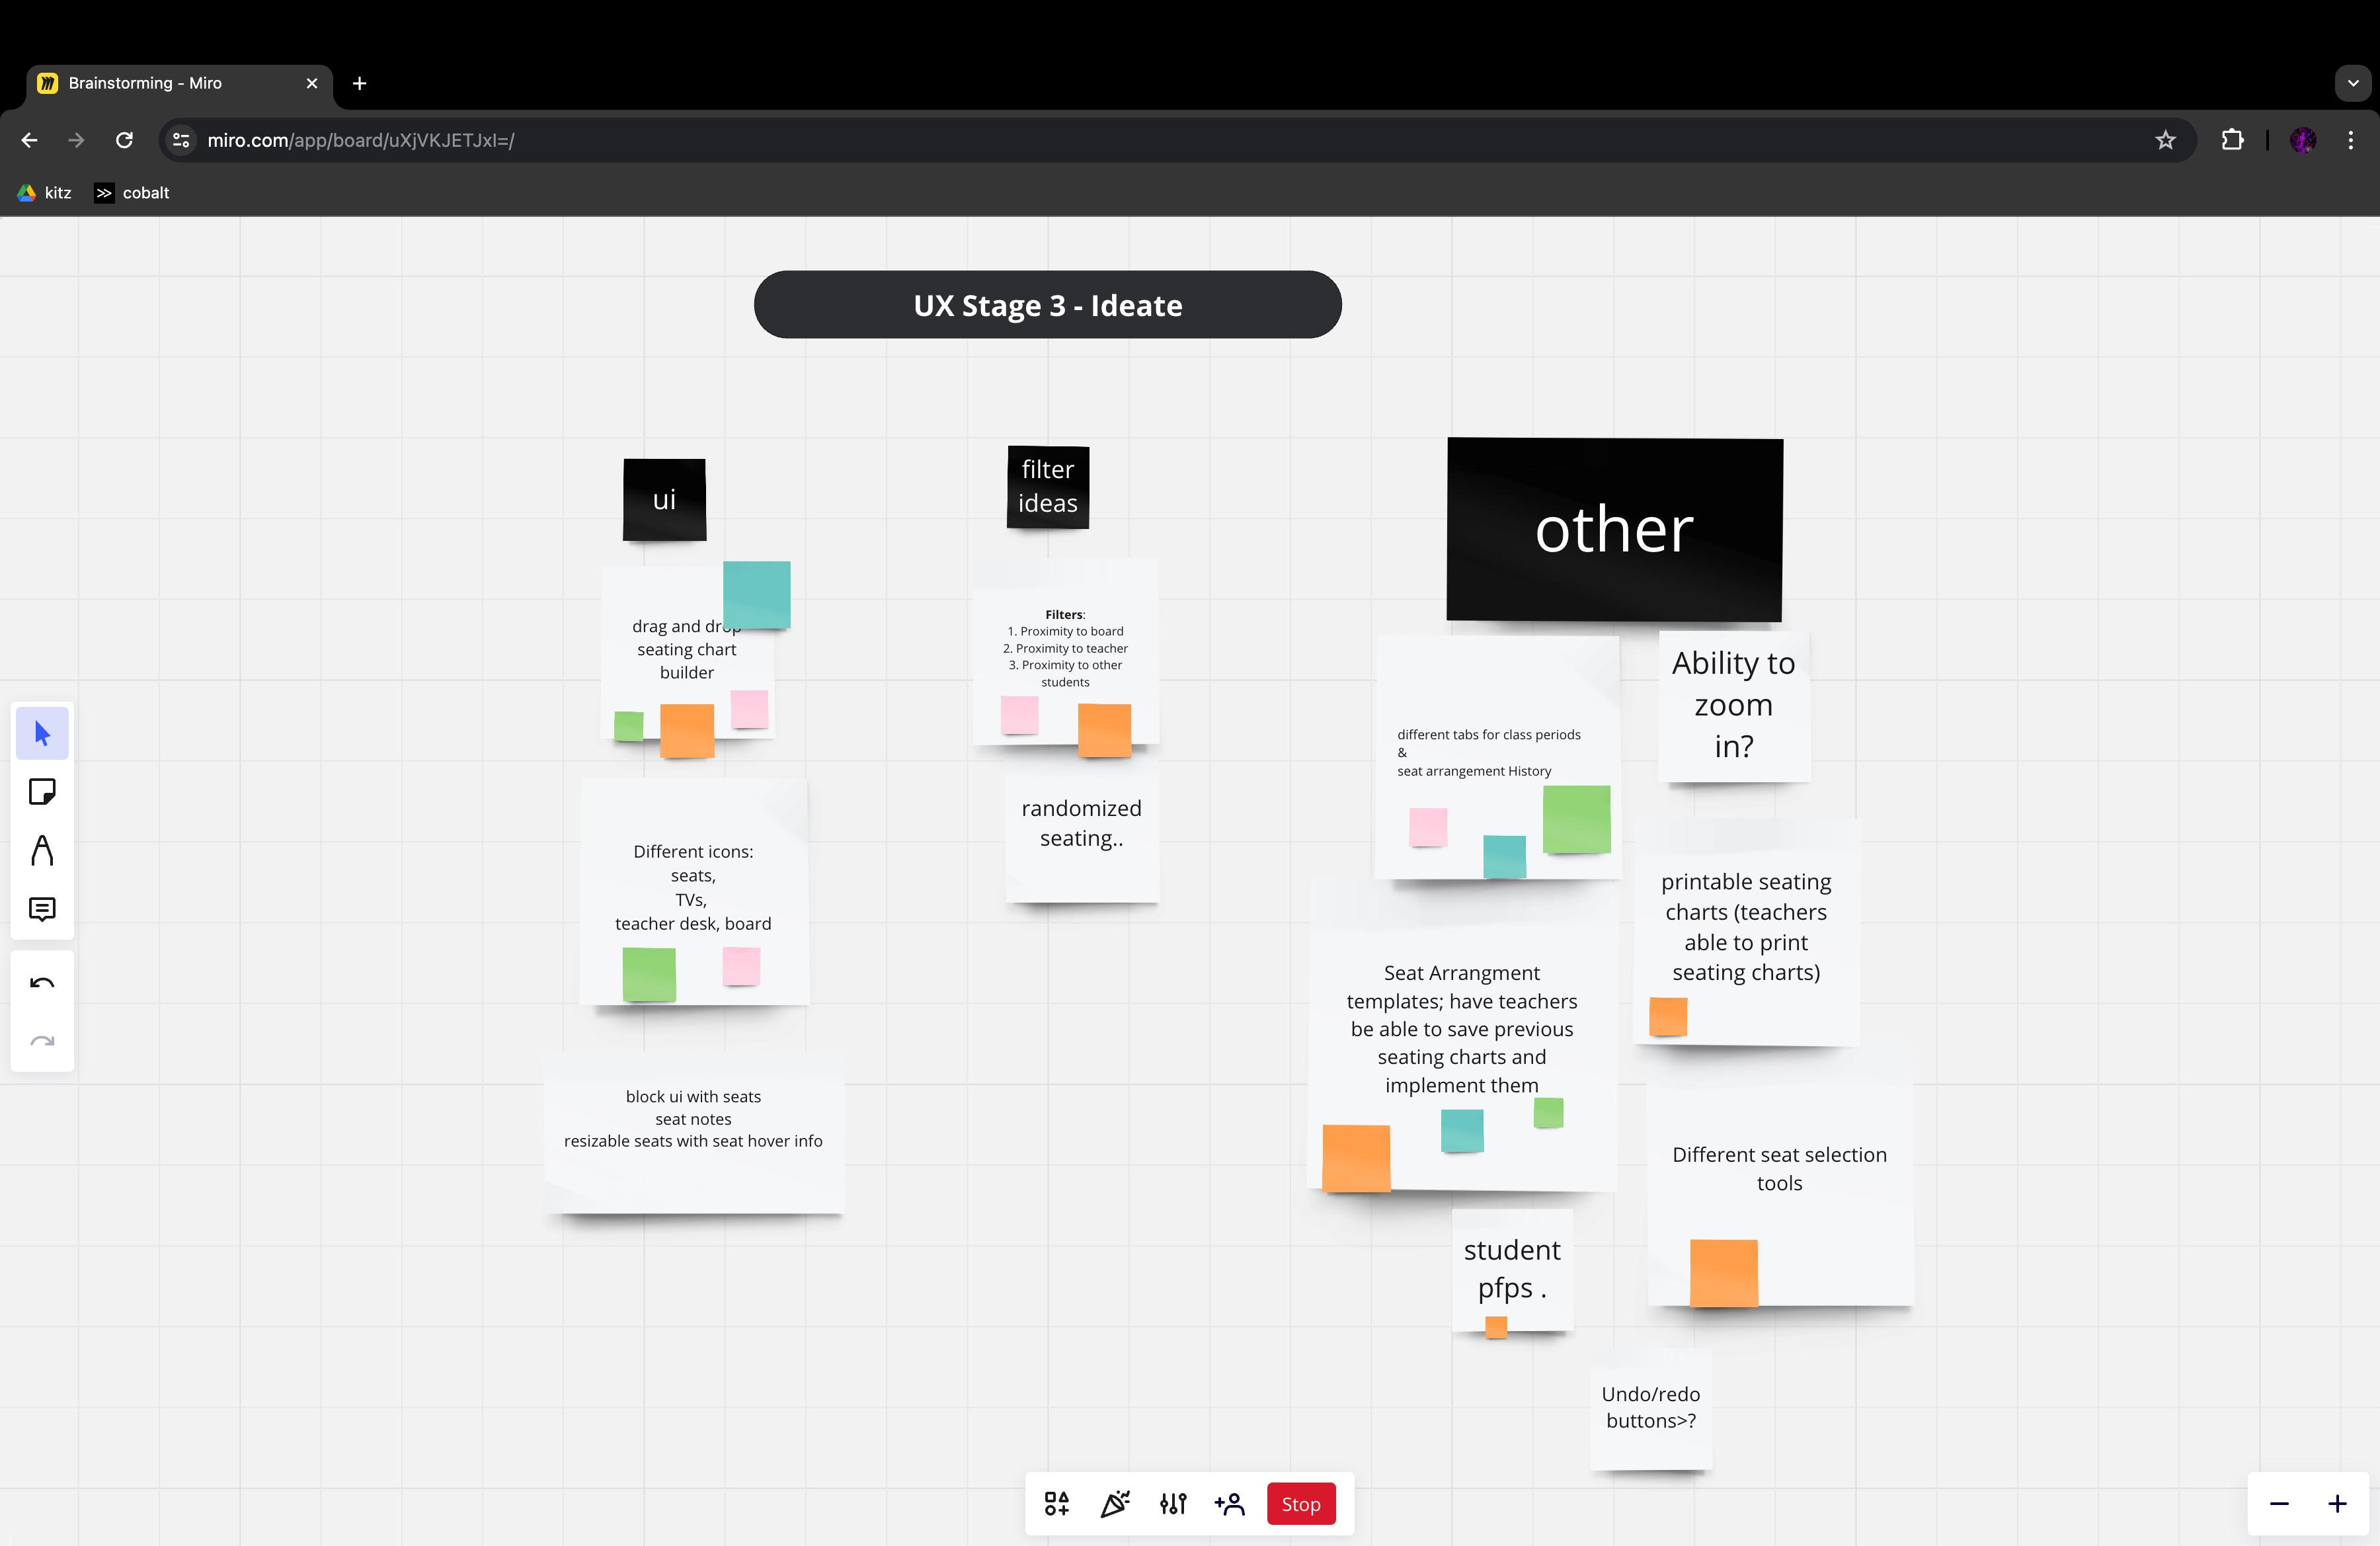 Brainstorming - Miro
miro.com/app/board/uXjVKJETJxI=/
kitz
cobalt
UX Stage 3 - Ideate
ui
drag and drop
seating chart
builder
Different icons:
seats,
TVs,
teacher desk, board
block ui with seats
seat notes
resizable seats with seat hover info
filter
ideas
Filters:
1. Proximity to board
2. Proximity to teacher
3. Proximity to other
students
randomized
seating..
other
different tabs for class periods
&
seat arrangement History
Ability to
zoom
in?
printable seating
charts (teachers
able to print
seating charts)
Seat Arrangment
templates; have teachers
be able to save previous
seating charts and
implement them
Different seat selection
tools
student
pfps .
Undo/redo
buttons>?
Stop